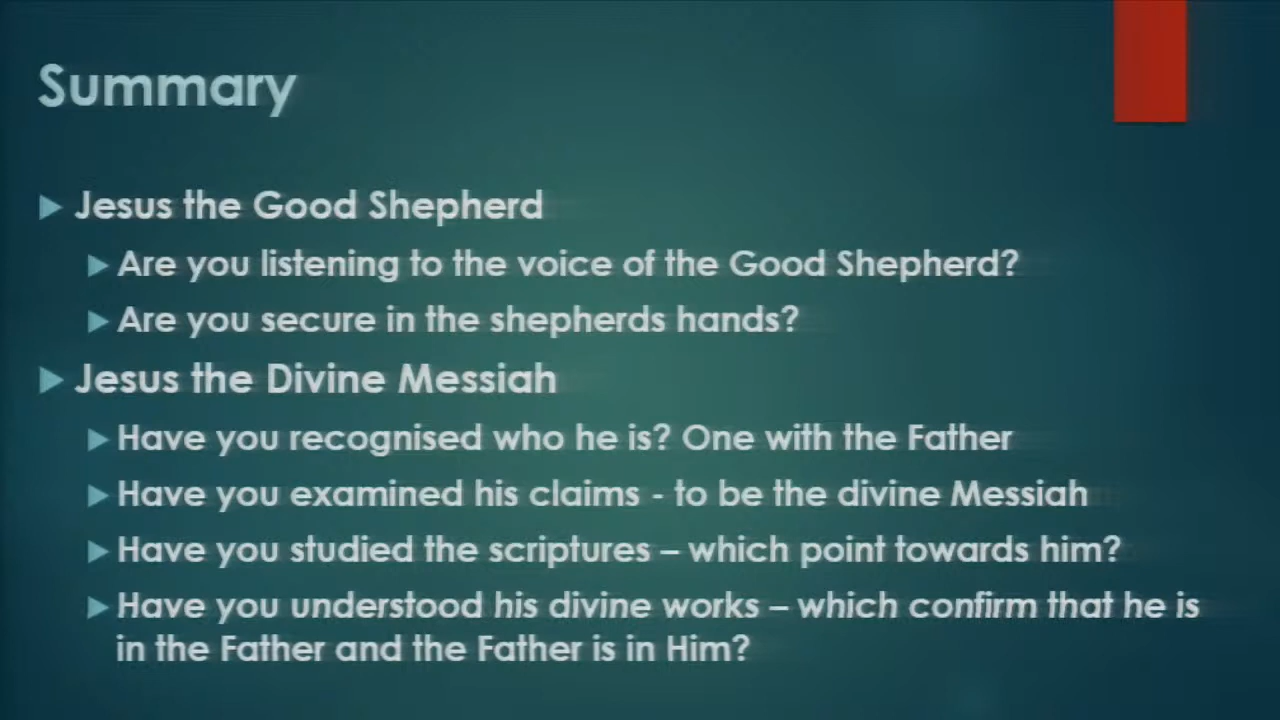 Summary
Jesus the Good Shepherd
Are you listening to the voice of the Good Shepherd?
Are you secure in the shepherds hands?
Jesus the Divine Messiah
Have you recognised who he is? One with the Father
Have you examined his claims - to be the divine Messiah
Have you studied the scriptures – which point towards him?
Have you understood his divine works – which confirm that he is
in the Father and the Father is in Him?